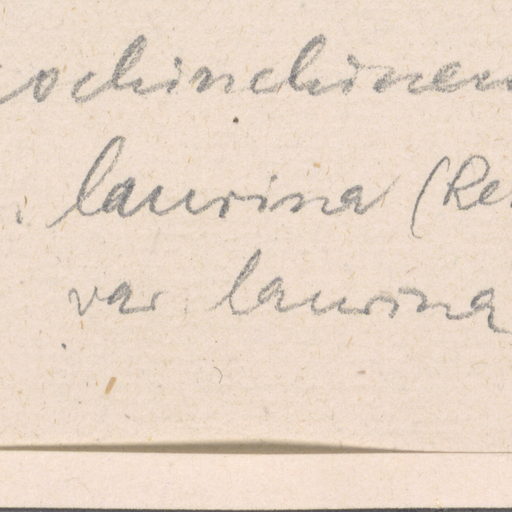 cochinchinen
laurina (Re
var. laurina